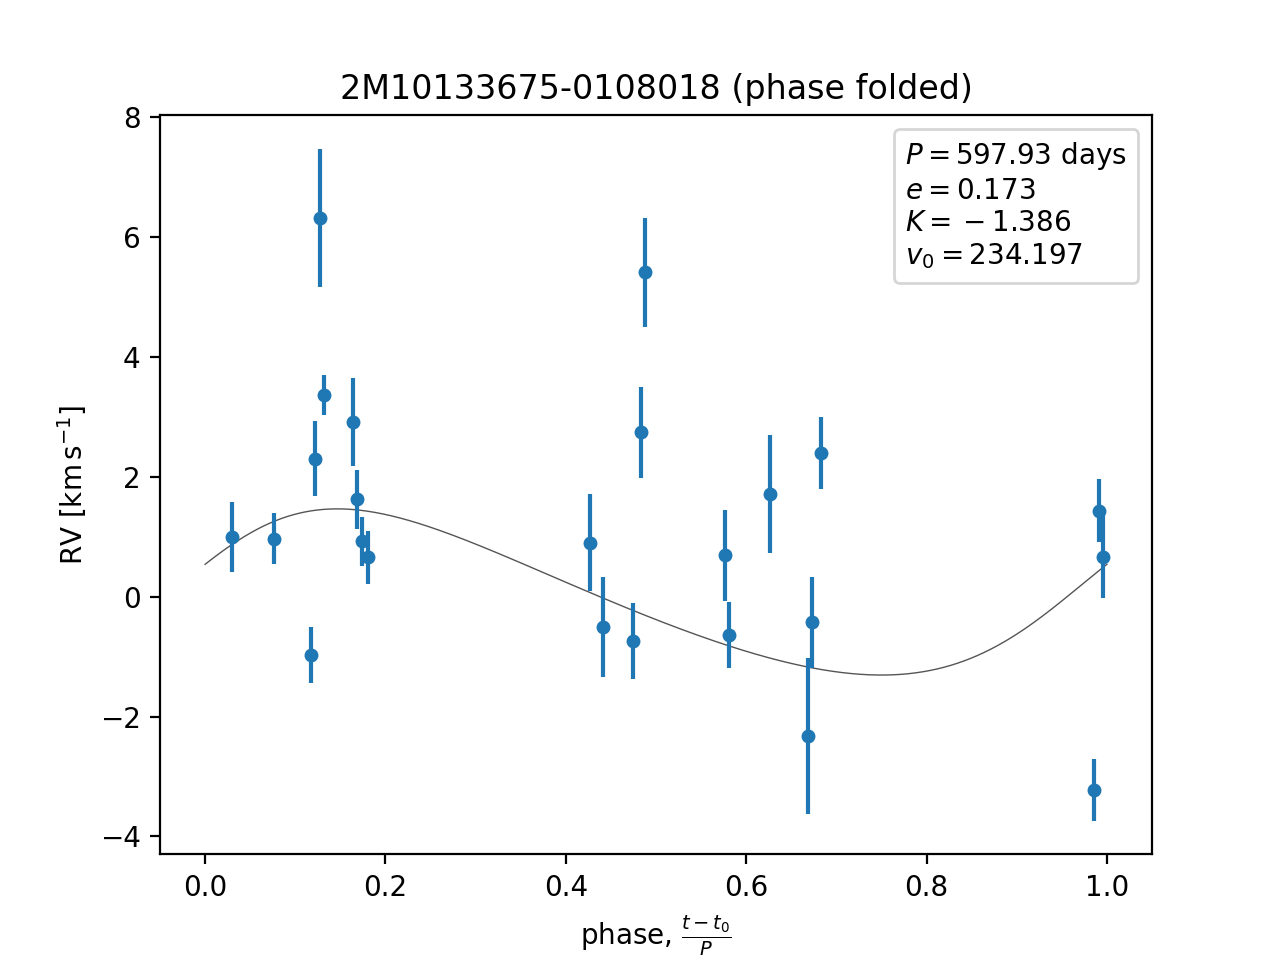 2M10133675-0108018 (phase folded)
P = 597.93 days
e = 0.173
K = −1.386
v₀ = 234.197
8
6
4
2
0
−2
−4
RV [km s⁻¹]
0.0 0.2 0.4 0.6 0.8 1.0
phase, (t − t₀)/P